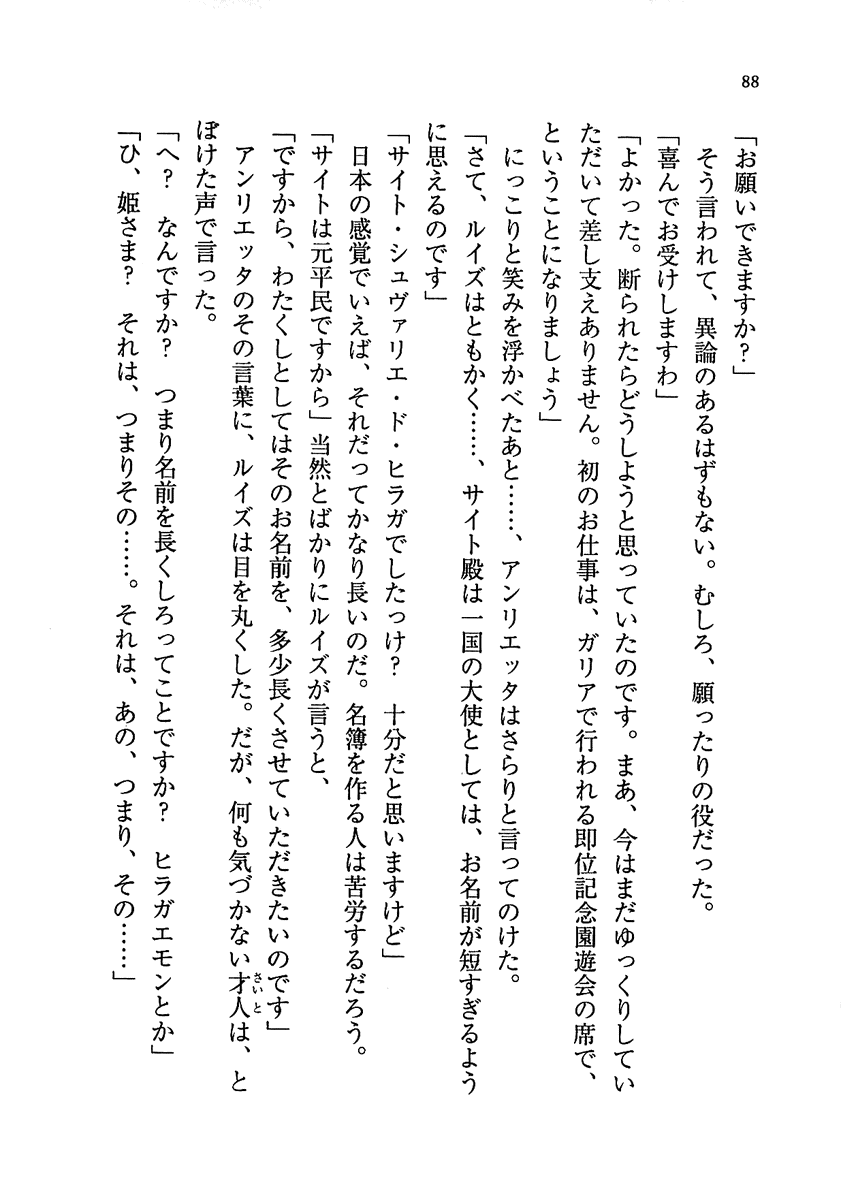 88
「お願いできますか？」
　そう言われて、異論のあるはずもない。むしろ、願ったりの役だった。
「喜んでお受けしますわ」
「よかった。断られたらどうしようと思っていたのです。まあ、今はまだゆっくりしてい
ただいて差し支えありません。初のお仕事は、ガリアで行われる即位記念園遊会の席で、
ということになりましょう」
　にっこりと笑みを浮かべたあと……、アンリエッタはさらりと言ってのけた。
「さて、ルイズはともかく……、サイト殿は一国の大使としては、お名前が短すぎるよう
に思えるのです」
「サイト・シュヴァリエ・ド・ヒラガでしたっけ？　十分だと思いますけど」
　日本の感覚でいえば、それだってかなり長いのだ。名簿を作る人は苦労するだろう。
「サイトは元平民ですから」当然とばかりにルイズが言うと、
「ですから、わたくしとしてはそのお名前を、多少長くさせていただきたいのです」
　アンリエッタのその言葉に、ルイズは目を丸くした。だが、何も気づかない才人さいとは、と
ぼけた声で言った。
「へ？　なんですか？　つまり名前を長くしろってことですか？　ヒラガエモンとか」
「ひ、姫さま？　それは、つまりその……。それは、あの、つまり、その……」